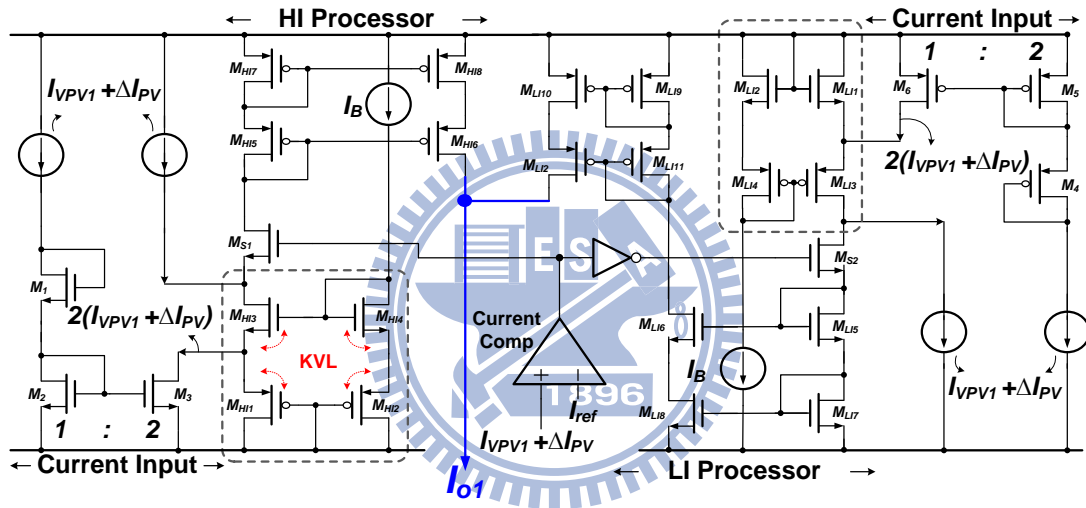 HI Processor
Current Input
1 : 2
I_VPV1 + ΔI_PV
M_HI7
M_HI8
I_B
M_HI5
M_HI6
M_LI10
M_LI9
M_LI2
M_LI11
M_LI2
M_LI1
M_6
M_5
2(I_VPV1 + ΔI_PV)
M_4
M_LI4
M_LI3
M_S1
M_S2
E S
M_1
2(I_VPV1 + ΔI_PV)
M_HI3
M_HI4
KVL
Current
Comp
M_LI6
M_LI5
M_2
M_3
1 : 2
M_HI1
M_HI2
+ −
1896
I_ref
I_VPV1 + ΔI_PV
I_B
M_LI8
M_LI7
I_VPV1 + ΔI_PV
Current Input
I_o1
LI Processor